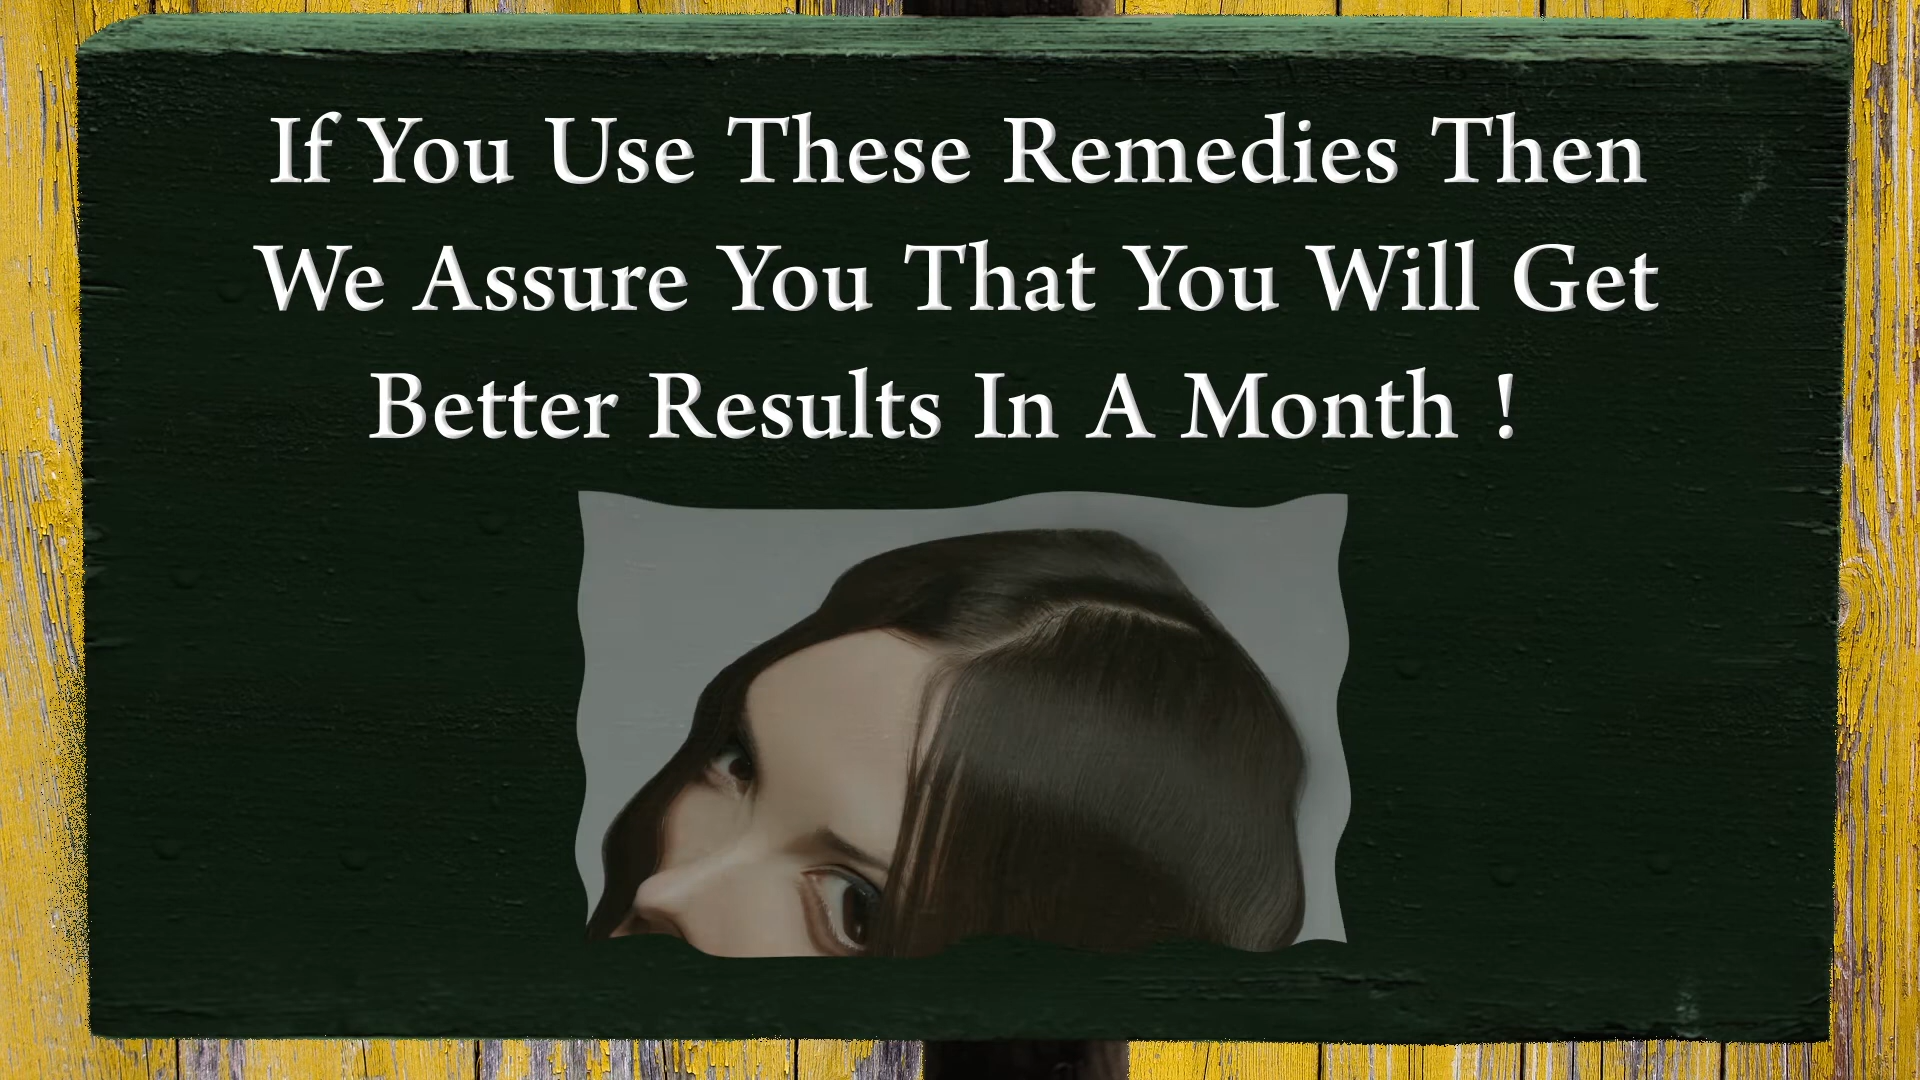 If You Use These Remedies Then
We Assure You That You Will Get
Better Results In A Month !